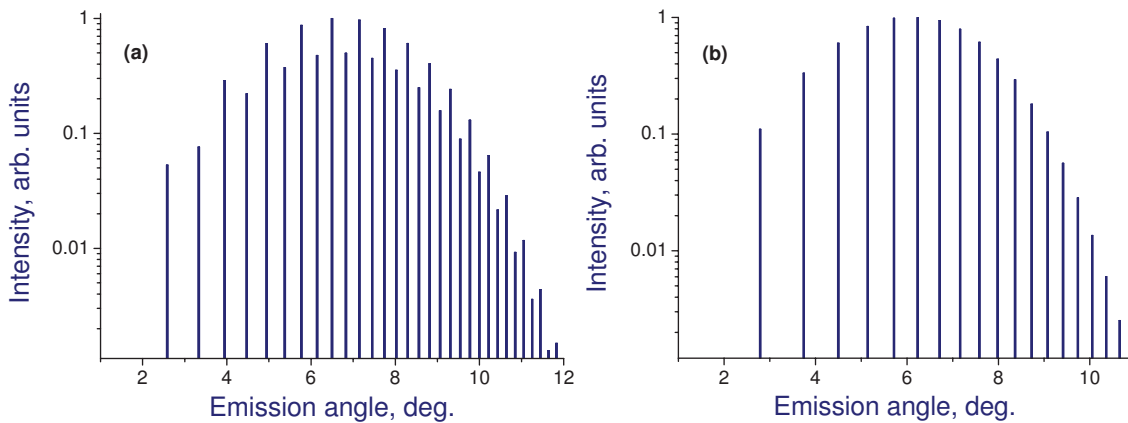 (a)
Intensity, arb. units
1
0.1
0.01
2 4 6 8 10 12
Emission angle, deg.
(b)
Intensity, arb. units
1
0.1
0.01
2 4 6 8 10
Emission angle, deg.